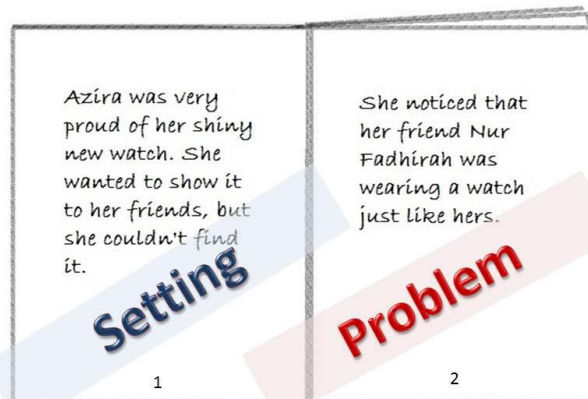 Azira was very
proud of her shiny
new watch. She
wanted to show it
to her friends, but
she couldn't find
it.
Setting
1
She noticed that
her friend Nur
Fadhirah was
wearing a watch
just like hers.
Problem
2